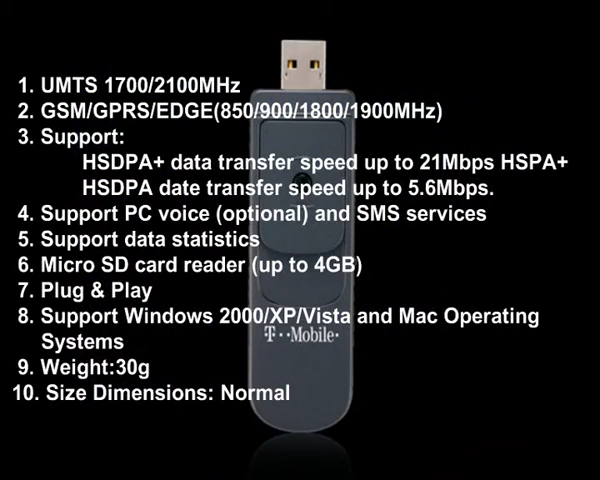 1. UMTS 1700/2100MHz
2. GSM/GPRS/EDGE(850/900/1800/1900MHz)
3. Support:
HSDPA+ data transfer speed up to 21Mbps HSPA+
HSDPA date transfer speed up to 5.6Mbps.
4. Support PC voice (optional) and SMS services
5. Support data statistics
6. Micro SD card reader (up to 4GB)
7. Plug & Play
8. Support Windows 2000/XP/Vista and Mac Operating
Systems
T··Mobile·
9. Weight:30g
10. Size Dimensions: Normal